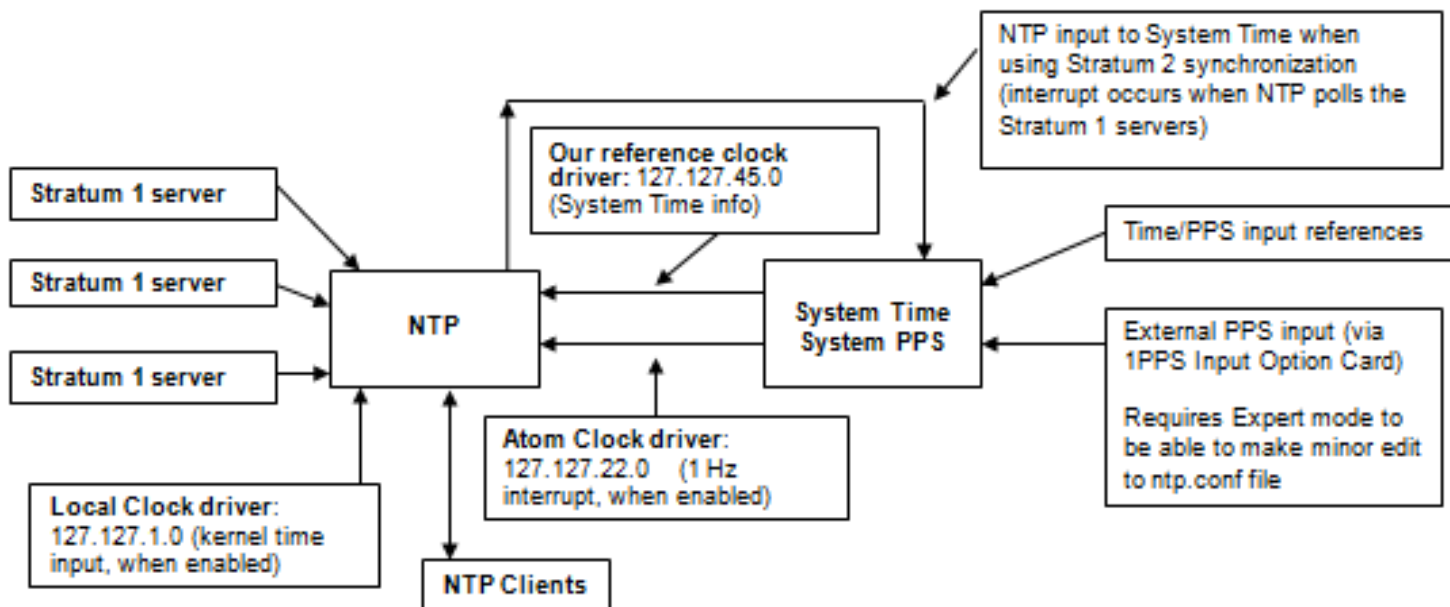 NTP input to System Time when
using Stratum 2 synchronization
(interrupt occurs when NTP polls the
Stratum 1 servers)
Our reference clock
driver: 127.127.45.0
(System Time info)
Stratum 1 server
Time/PPS input references
Stratum 1 server
NTP
System Time
System PPS
External PPS input (via
1PPS Input Option Card)
Requires Expert mode to
be able to make minor edit
to ntp.conf file
Stratum 1 server
Atom Clock driver:
127.127.22.0 (1 Hz
interrupt, when enabled)
Local Clock driver:
127.127.1.0 (kernel time
input, when enabled)
NTP Clients